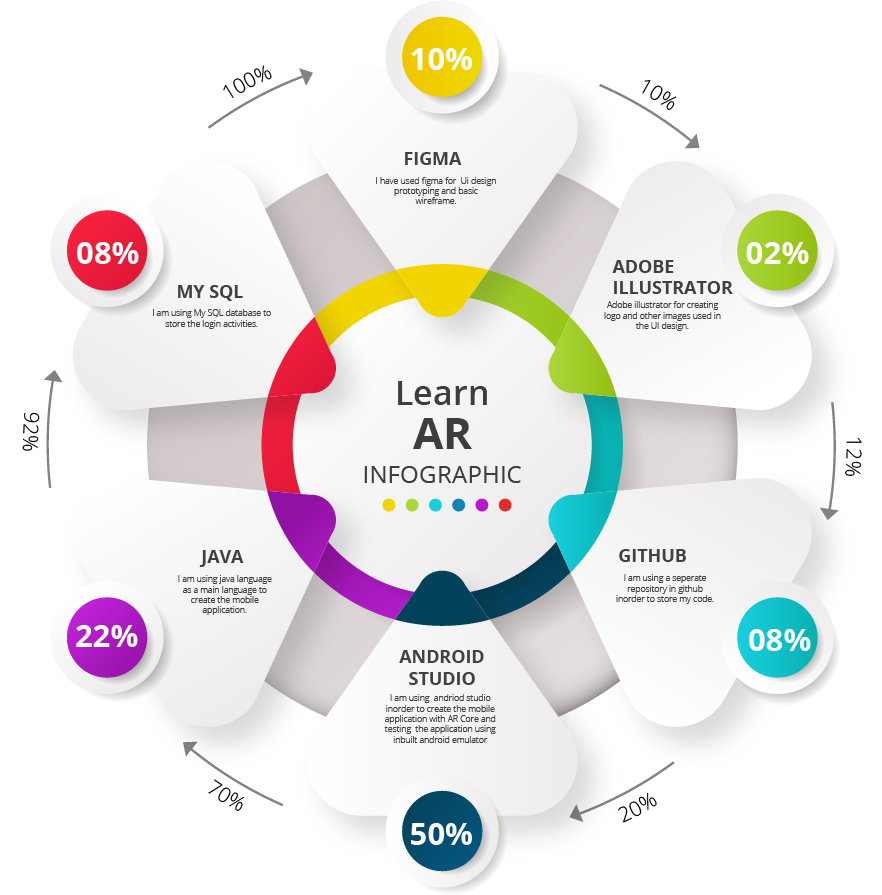 10%
100%
10%
FIGMA
I have used figma for Ui design
prototyping and basic
wireframe.
08%
MY SQL
I am using My SQL database to
store the login activities.
02%
ADOBE
ILLUSTRATOR
Adobe illustrator for creating
logo and other images used in
the UI design.
Learn
AR
INFOGRAPHIC
92%
12%
JAVA
I am using java language
as a main language to
create the mobile
application.
22%
GITHUB
I am using a seperate
repository in github
inorder to store my code.
08%
ANDROID
STUDIO
I am using andriod studio
inorder to create the mobile
application with AR Core and
testing the application using
inbuilt android emulator
70%
20%
50%